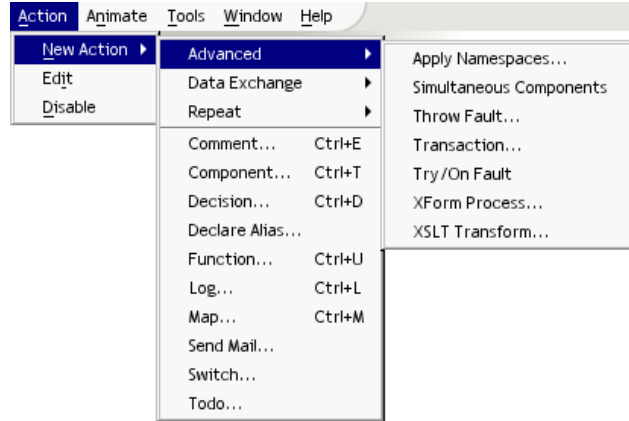 Action Animate Tools Window Help
New Action
Edit
Disable
Advanced
Data Exchange
Repeat
Comment... Ctrl+E
Component... Ctrl+T
Decision... Ctrl+D
Declare Alias...
Function... Ctrl+U
Log... Ctrl+L
Map... Ctrl+M
Send Mail...
Switch...
Todo...
Apply Namespaces...
Simultaneous Components
Throw Fault...
Transaction...
Try/On Fault
XForm Process...
XSLT Transform...